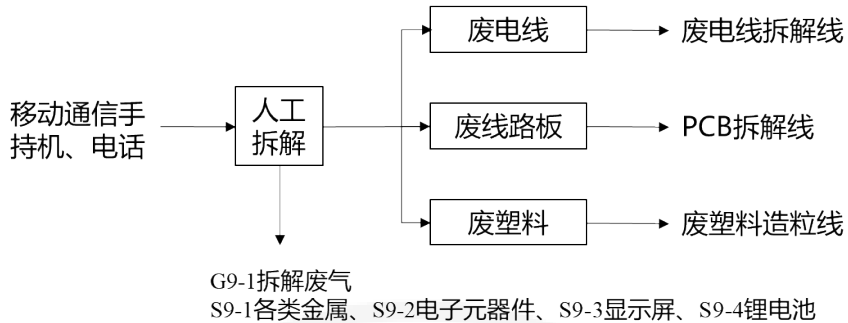 废电线
废电线拆解线
移动通信手
持机、电话
人工
拆解
废线路板
PCB拆解线
废塑料
废塑料造粒线
G9-1拆解废气
S9-1各类金属、S9-2电子元器件、S9-3显示屏、S9-4锂电池